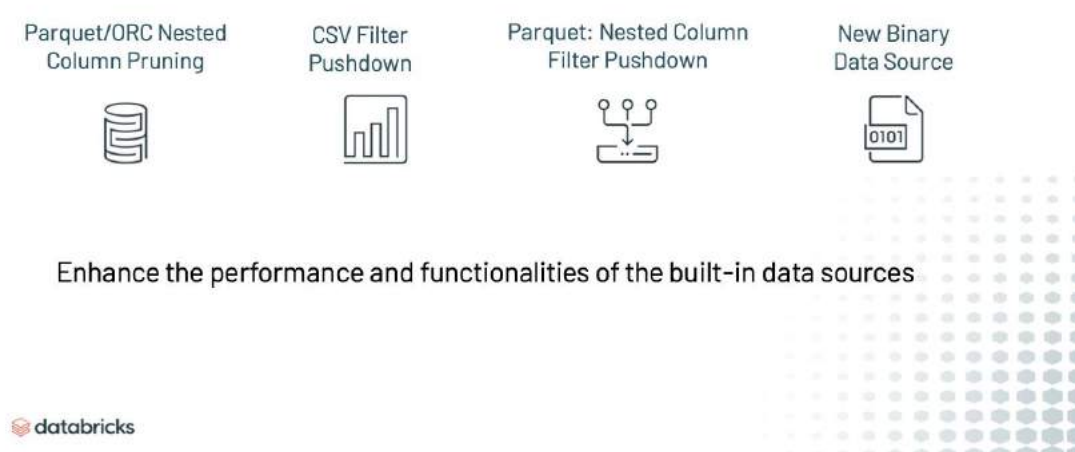 Parquet/ORC Nested
Column Pruning
CSV Filter
Pushdown
Parquet: Nested Column
Filter Pushdown
New Binary
Data Source
0101
Enhance the performance and functionalities of the built-in data sources
databricks